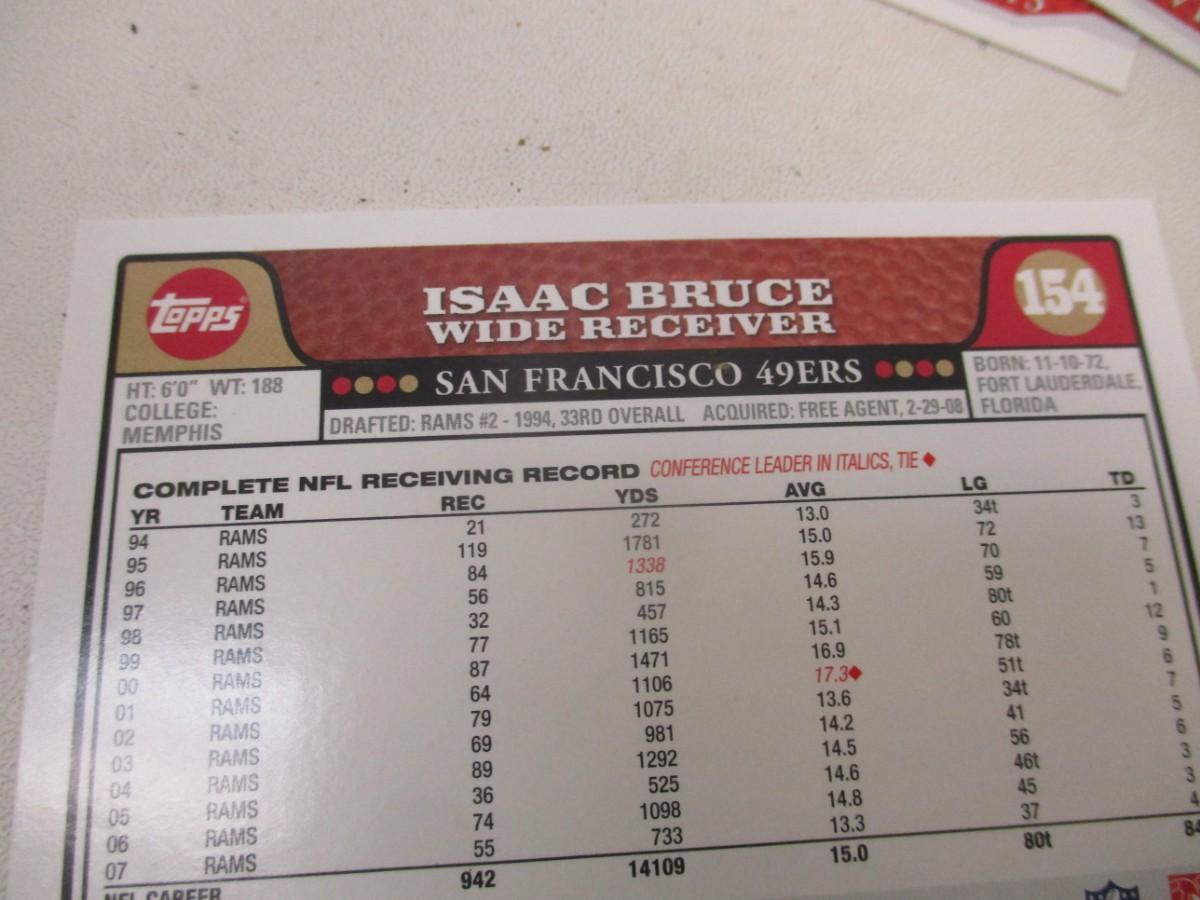 Topps
ISAAC BRUCE
WIDE RECEIVER
154
HT: 6'0" WT: 188
COLLEGE:
MEMPHIS
SAN FRANCISCO 49ERS
DRAFTED: RAMS #2 - 1994, 33RD OVERALL ACQUIRED: FREE AGENT, 2-29-08
BORN: 11-10-72,
FORT LAUDERDALE,
FLORIDA
COMPLETE NFL RECEIVING RECORD CONFERENCE LEADER IN ITALICS, TIE ♦
YR TEAM REC YDS AVG LG TD
94 RAMS 21 272 13.0 34t 3
95 RAMS 119 1781 15.0 72 13
96 RAMS 84 1338 15.9 70 7
97 RAMS 56 815 14.6 59 5
98 RAMS 32 457 14.3 80t 1
99 RAMS 77 1165 15.1 60 12
00 RAMS 87 1471 16.9 78t 9
01 RAMS 64 1106 17.3♦ 51t 6
02 RAMS 79 1075 13.6 34t 7
03 RAMS 69 981 14.2 41 5
04 RAMS 89 1292 14.5 56 6
05 RAMS 36 525 14.6 46t 3
06 RAMS 74 1098 14.8 45 3
07 RAMS 55 733 13.3 37 4
NFL CAREER 942 14109 15.0 80t 84
NFL